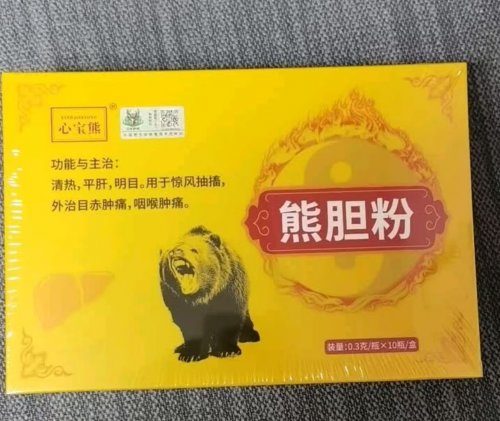 心宝熊®
功能与主治：
清热，平肝，明目。用于惊风抽搐，
外治目赤肿痛，咽喉肿痛。
熊胆粉
装量：0.3克/瓶×10瓶/盒